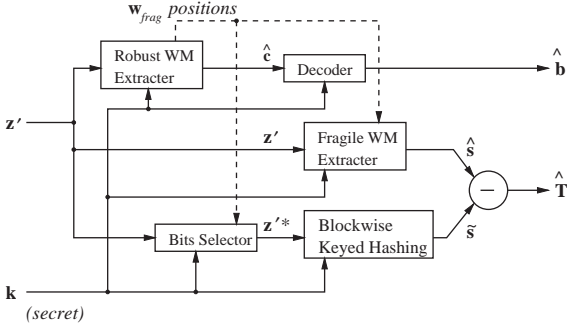 w_frag positions
Robust WM
Extracter
ĉ
Decoder
b̂
z′
z′
Fragile WM
Extracter
ŝ
−
T̂
Bits Selector
z′*
Blockwise
Keyed Hashing
s̃
k
(secret)